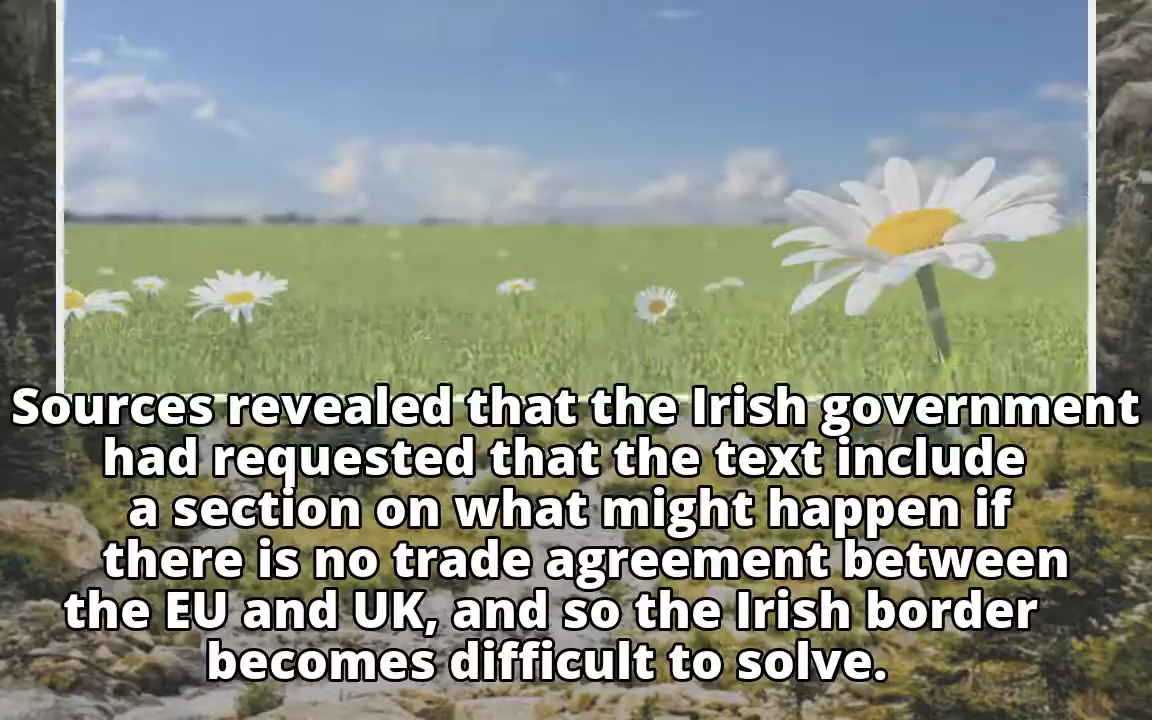 Sources revealed that the Irish government
had requested that the text include
a section on what might happen if
there is no trade agreement between
the EU and UK, and so the Irish border
becomes difficult to solve.